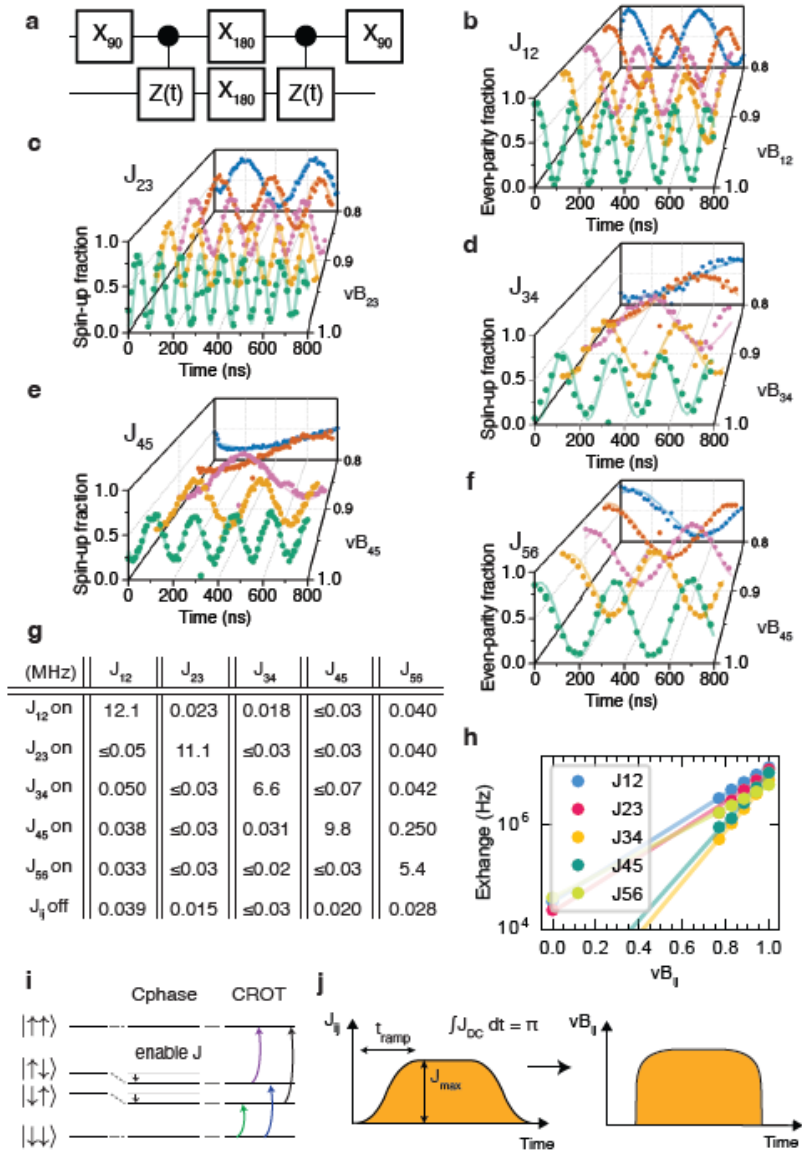 a
X90 X180 X90
Z(t) X180 Z(t)
b
J12
Even-parity fraction
1.0
0.5
0.0
0 200 400 600 800
Time (ns)
0.8
0.9
1.0
vB12
c
J23
Spin-up fraction
1.0
0.5
0.0
0 200 400 600 800
Time (ns)
0.8
0.9
1.0
vB23
d
J34
Spin-up fraction
1.0
0.5
0.0
0 200 400 600 800
Time (ns)
0.8
0.9
1.0
vB34
e
J45
Spin-up fraction
1.0
0.5
0.0
0 200 400 600 800
Time (ns)
0.8
0.9
1.0
vB45
f
J56
Even-parity fraction
1.0
0.5
0.0
0 200 400 600 800
Time (ns)
0.8
0.9
1.0
vB45
g
(MHz) J12 J23 J34 J45 J56
J12 on 12.1 0.023 0.018 ≤0.03 0.040
J23 on ≤0.05 11.1 ≤0.03 ≤0.03 0.040
J34 on 0.050 ≤0.03 6.6 ≤0.07 0.042
J45 on 0.038 ≤0.03 0.031 9.8 0.250
J56 on 0.033 ≤0.03 ≤0.02 ≤0.03 5.4
Jij off 0.039 0.015 ≤0.03 0.020 0.028
h
Exhange (Hz)
10^6
10^4
J12
J23
J34
J45
J56
0.0 0.2 0.4 0.6 0.8 1.0
vBij
i
Cphase CROT
|↑↑⟩
enable J
|↑↓⟩
|↓↑⟩
|↓↓⟩
j
Jij
tramp
∫JDC dt = π
Jmax
Time
vBij
Time